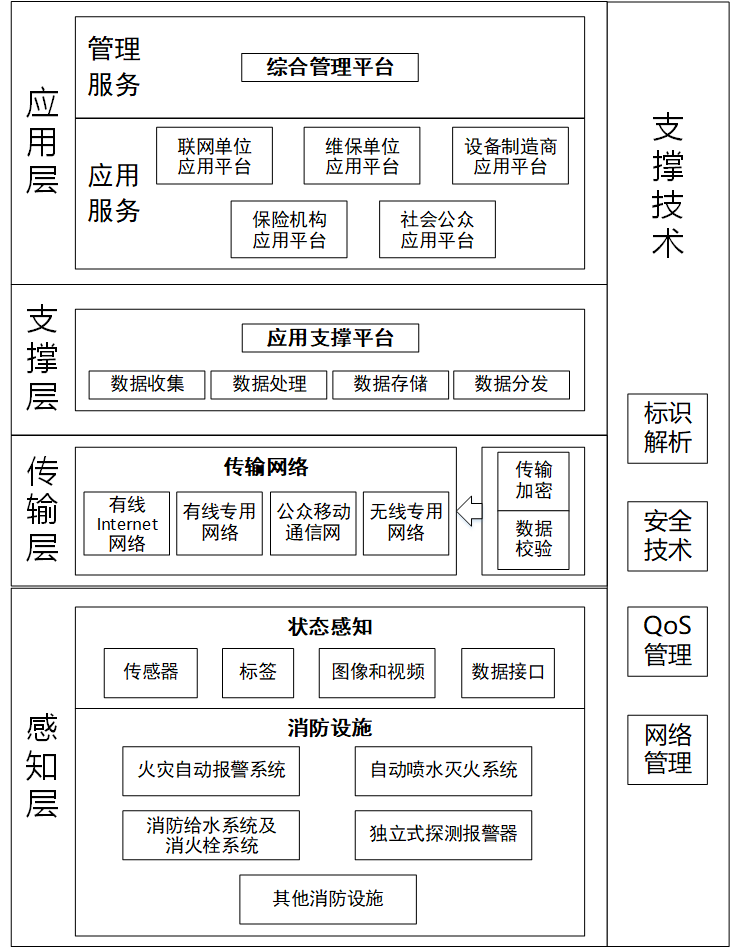 应用层
管理
服务
综合管理平台
应用
服务
联网单位
应用平台
维保单位
应用平台
设备制造商
应用平台
保险机构
应用平台
社会公众
应用平台
支撑层
应用支撑平台
数据收集
数据处理
数据存储
数据分发
传输层
传输网络
有线
Internet
网络
有线专用
网络
公众移动
通信网
无线专用
网络
传输
加密
数据
校验
感知层
状态感知
传感器
标签
图像和视频
数据接口
消防设施
火灾自动报警系统
自动喷水灭火系统
消防给水系统及
消火栓系统
独立式探测报警器
其他消防设施
支撑技术
标识
解析
安全
技术
QoS
管理
网络
管理